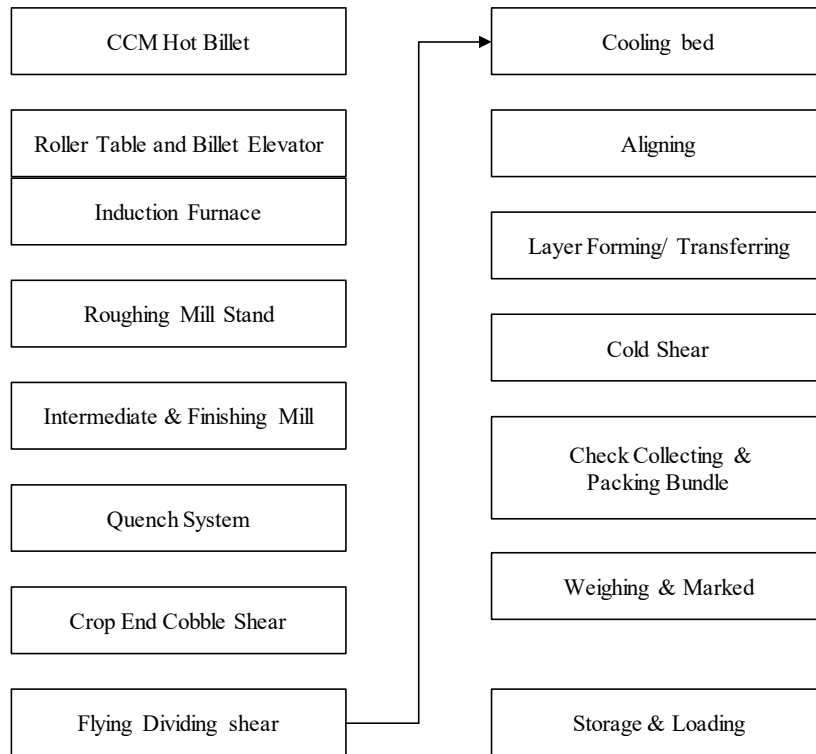 CCM Hot Billet
Roller Table and Billet Elevator
Induction Furnace
Roughing Mill Stand
Intermediate & Finishing Mill
Quench System
Crop End Cobble Shear
Flying Dividing shear
Cooling bed
Aligning
Layer Forming/ Transferring
Cold Shear
Check Collecting &
Packing Bundle
Weighing & Marked
Storage & Loading